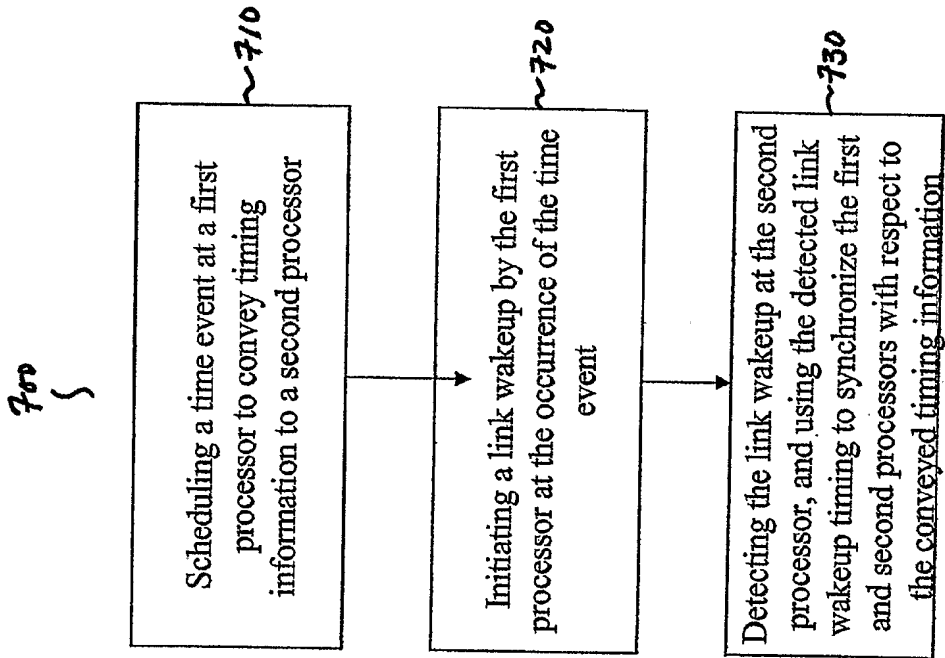 700
Scheduling a time event at a first
processor to convey timing
information to a second processor
~710
Initiating a link wakeup by the first
processor at the occurrence of the time
event
~720
Detecting the link wakeup at the second
processor, and using the detected link
wakeup timing to synchronize the first
and second processors with respect to
the conveyed timing information
~730